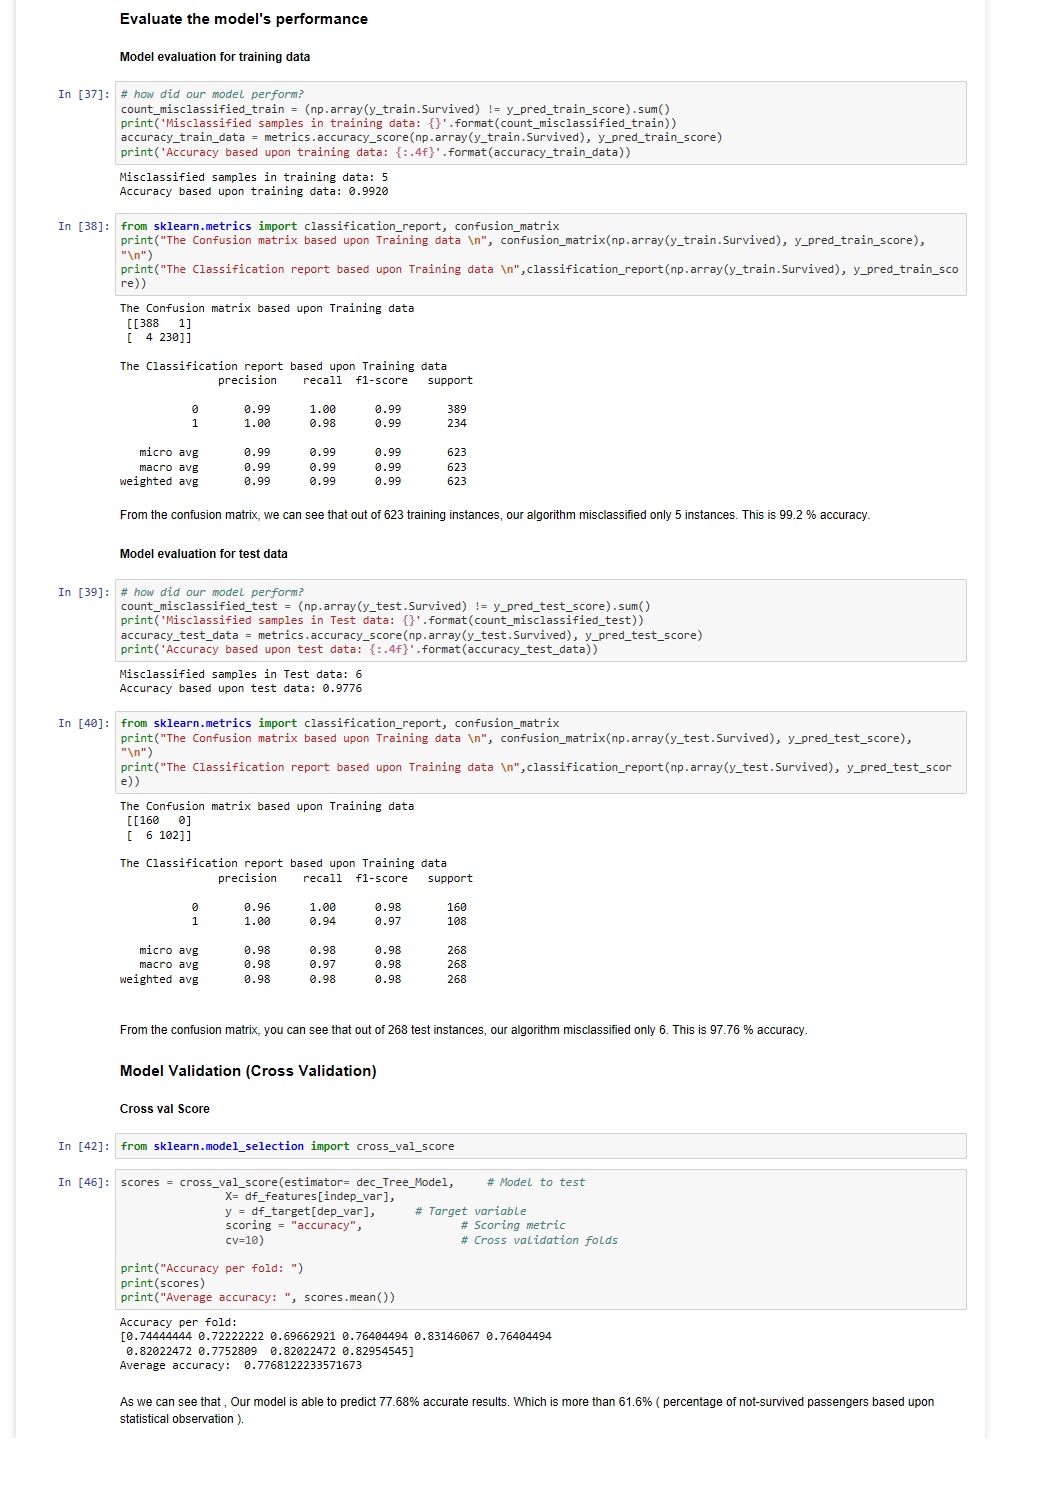 Evaluate the model's performance
Model evaluation for training data
In [37]: # how did our model perform?
count_misclassified_train = (np.array(y_train.Survived) != y_pred_train_score).sum()
print('Misclassified samples in training data: {}'.format(count_misclassified_train))
accuracy_train_data = metrics.accuracy_score(np.array(y_train.Survived), y_pred_train_score)
print('Accuracy based upon training data: {:.4f}'.format(accuracy_train_data))
Misclassified samples in training data: 5
Accuracy based upon training data: 0.9920
In [38]: from sklearn.metrics import classification_report, confusion_matrix
print("The Confusion matrix based upon Training data \n", confusion_matrix(np.array(y_train.Survived), y_pred_train_score),
"\n")
print("The Classification report based upon Training data \n",classification_report(np.array(y_train.Survived), y_pred_train_sco
re))
The Confusion matrix based upon Training data
[[388   1]
[  4 230]]
The Classification report based upon Training data
precision    recall  f1-score   support
0       0.99      1.00      0.99       389
1       1.00      0.98      0.99       234
micro avg       0.99      0.99      0.99       623
macro avg       0.99      0.99      0.99       623
weighted avg       0.99      0.99      0.99       623
From the confusion matrix, we can see that out of 623 training instances, our algorithm misclassified only 5 instances. This is 99.2 % accuracy.
Model evaluation for test data
In [39]: # how did our model perform?
count_misclassified_test = (np.array(y_test.Survived) != y_pred_test_score).sum()
print('Misclassified samples in Test data: {}'.format(count_misclassified_test))
accuracy_test_data = metrics.accuracy_score(np.array(y_test.Survived), y_pred_test_score)
print('Accuracy based upon test data: {:.4f}'.format(accuracy_test_data))
Misclassified samples in Test data: 6
Accuracy based upon test data: 0.9776
In [40]: from sklearn.metrics import classification_report, confusion_matrix
print("The Confusion matrix based upon Training data \n", confusion_matrix(np.array(y_test.Survived), y_pred_test_score),
"\n")
print("The Classification report based upon Training data \n",classification_report(np.array(y_test.Survived), y_pred_test_scor
e))
The Confusion matrix based upon Training data
[[160   0]
[  6 102]]
The Classification report based upon Training data
precision    recall  f1-score   support
0       0.96      1.00      0.98       160
1       1.00      0.94      0.97       108
micro avg       0.98      0.98      0.98       268
macro avg       0.98      0.97      0.98       268
weighted avg       0.98      0.98      0.98       268
From the confusion matrix, you can see that out of 268 test instances, our algorithm misclassified only 6. This is 97.76 % accuracy.
Model Validation (Cross Validation)
Cross val Score
In [42]: from sklearn.model_selection import cross_val_score
In [46]: scores = cross_val_score(estimator= dec_Tree_Model,     # Model to test
X= df_features[indep_var],
y = df_target[dep_var],      # Target variable
scoring = "accuracy",               # Scoring metric
cv=10)                              # Cross validation folds
print("Accuracy per fold: ")
print(scores)
print("Average accuracy: ", scores.mean())
Accuracy per fold:
[0.74444444 0.72222222 0.69662921 0.76404494 0.83146067 0.76404494
0.82022472 0.7752809  0.82022472 0.82954545]
Average accuracy:  0.7768122233571673
As we can see that , Our model is able to predict 77.68% accurate results. Which is more than 61.6% ( percentage of not-survived passengers based upon
statistical observation ).